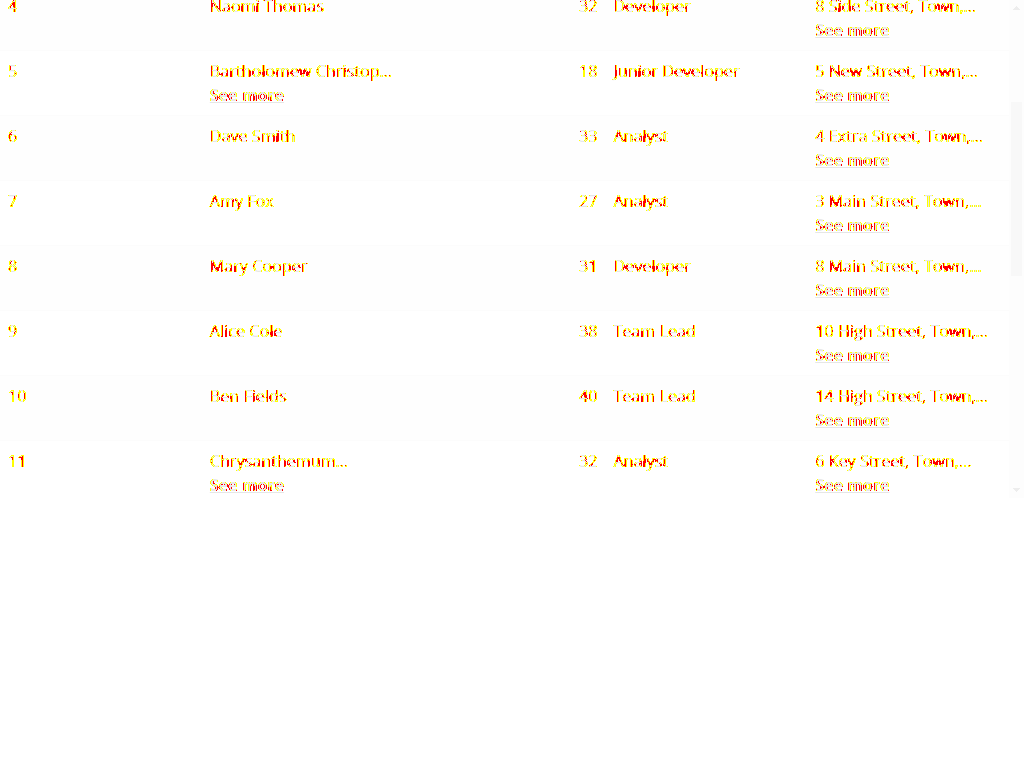 4 Naomi Thomas 32 Developer 8 Side Street, Town,...
See more
5 Bartholomew Christop... 18 Junior Developer 5 New Street, Town,...
See more See more
6 Dave Smith 33 Analyst 4 Extra Street, Town,...
See more
7 Amy Fox 27 Analyst 3 Main Street, Town,...
See more
8 Mary Cooper 31 Developer 8 Main Street, Town,...
See more
9 Alice Cole 38 Team Lead 10 High Street, Town,...
See more
10 Ben Fields 40 Team Lead 14 High Street, Town,...
See more
11 Chrysanthemum... 32 Analyst 6 Key Street, Town,...
See more See more